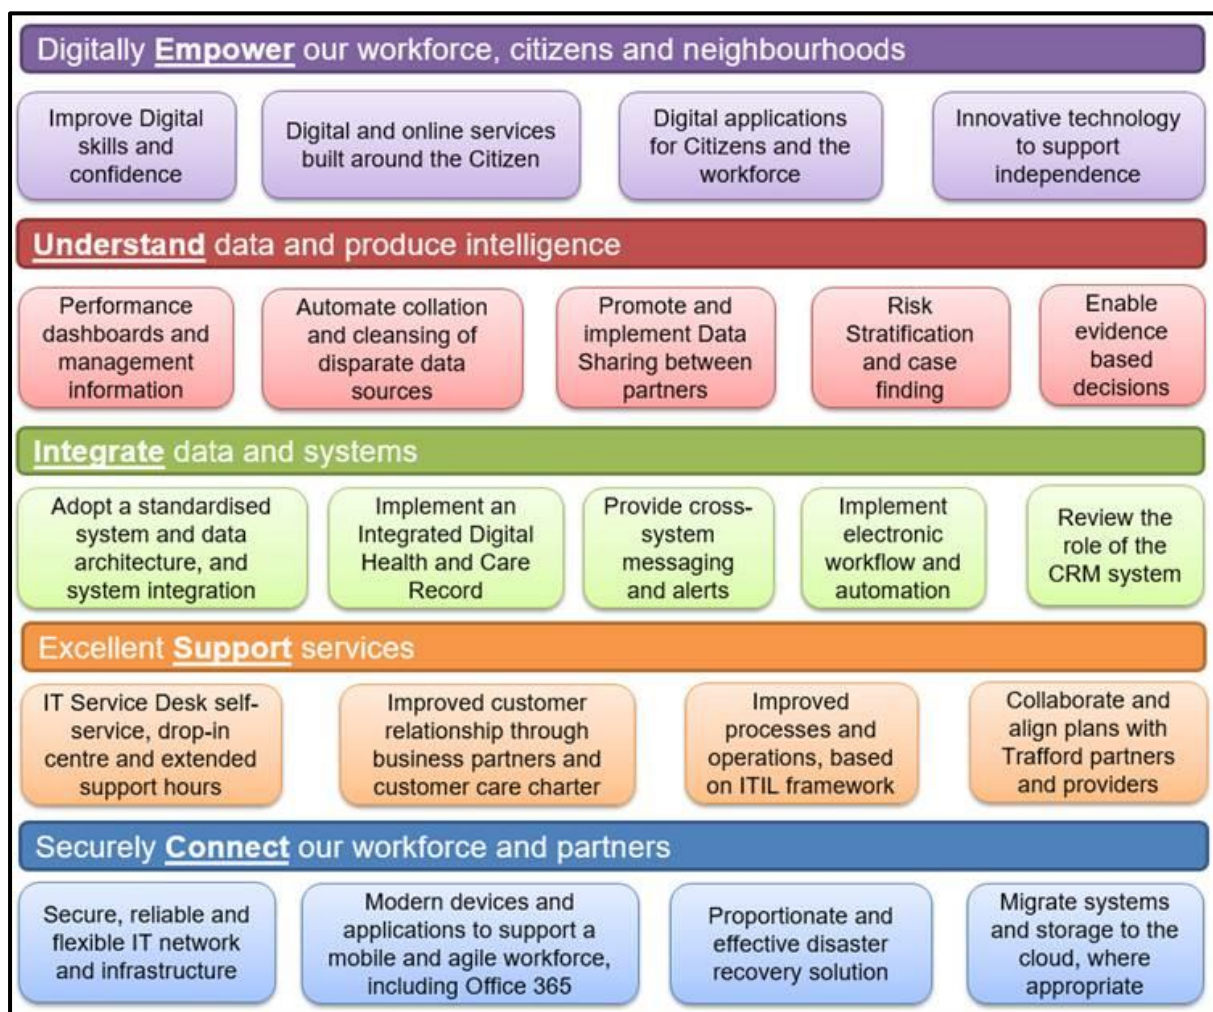 Digitally Empower our workforce, citizens and neighbourhoods
Improve Digital
skills and
confidence
Digital and online services
built around the Citizen
Digital applications
for Citizens and the
workforce
Innovative technology
to support
independence
Understand data and produce intelligence
Performance
dashboards and
management
information
Automate collation
and cleansing of
disparate data
sources
Promote and
implement Data
Sharing between
partners
Risk
Stratification
and case
finding
Enable
evidence
based
decisions
Integrate data and systems
Adopt a standardised
system and data
architecture, and
system integration
Implement an
Integrated Digital
Health and Care
Record
Provide cross-
system
messaging
and alerts
Implement
electronic
workflow and
automation
Review the
role of the
CRM system
Excellent Support services
IT Service Desk self-
service, drop-in
centre and extended
support hours
Improved customer
relationship through
business partners and
customer care charter
Improved
processes and
operations, based
on ITIL framework
Collaborate and
align plans with
Trafford partners
and providers
Securely Connect our workforce and partners
Secure, reliable and
flexible IT network
and infrastructure
Modern devices and
applications to support a
mobile and agile workforce,
including Office 365
Proportionate and
effective disaster
recovery solution
Migrate systems
and storage to the
cloud, where
appropriate